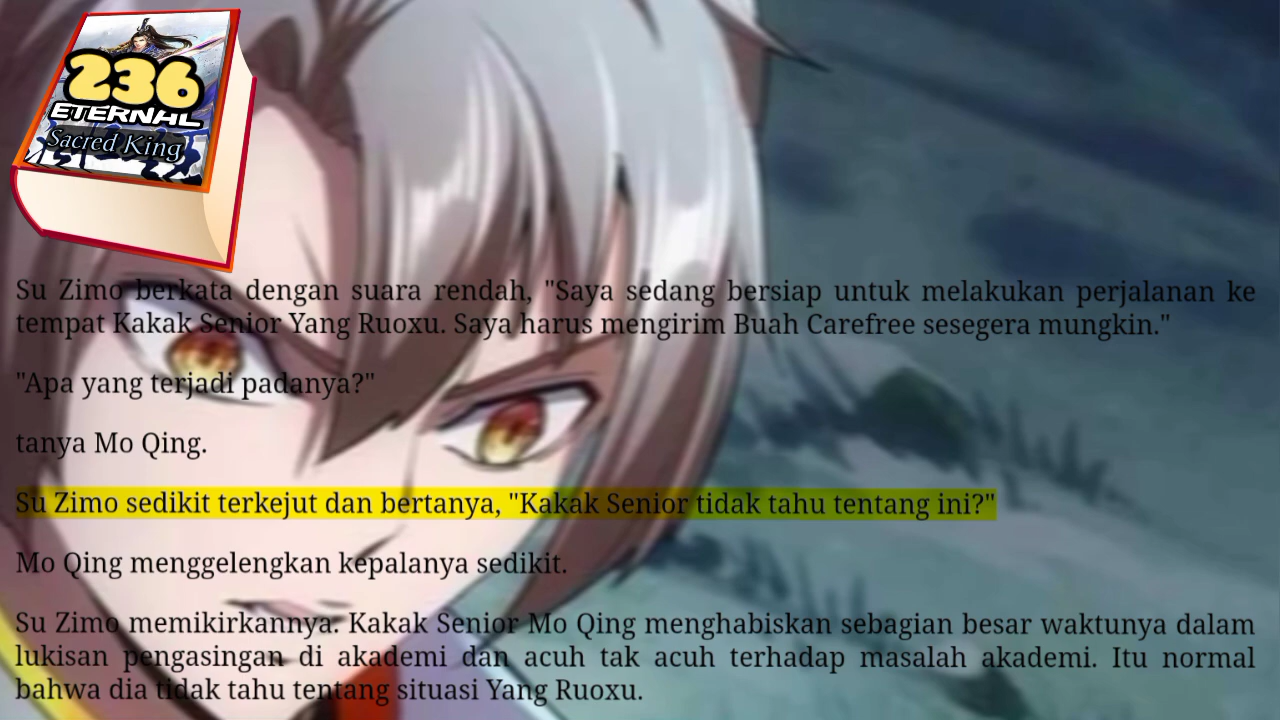 236
ETERNAL
Sacred King
Su Zimo berkata dengan suara rendah, "Saya sedang bersiap untuk melakukan perjalanan ke
tempat Kakak Senior Yang Ruoxu. Saya harus mengirim Buah Carefree sesegera mungkin."
"Apa yang terjadi padanya?"
tanya Mo Qing.
Su Zimo sedikit terkejut dan bertanya, "Kakak Senior tidak tahu tentang ini?"
Mo Qing menggelengkan kepalanya sedikit.
Su Zimo memikirkannya. Kakak Senior Mo Qing menghabiskan sebagian besar waktunya dalam
lukisan pengasingan di akademi dan acuh tak acuh terhadap masalah akademi. Itu normal
bahwa dia tidak tahu tentang situasi Yang Ruoxu.